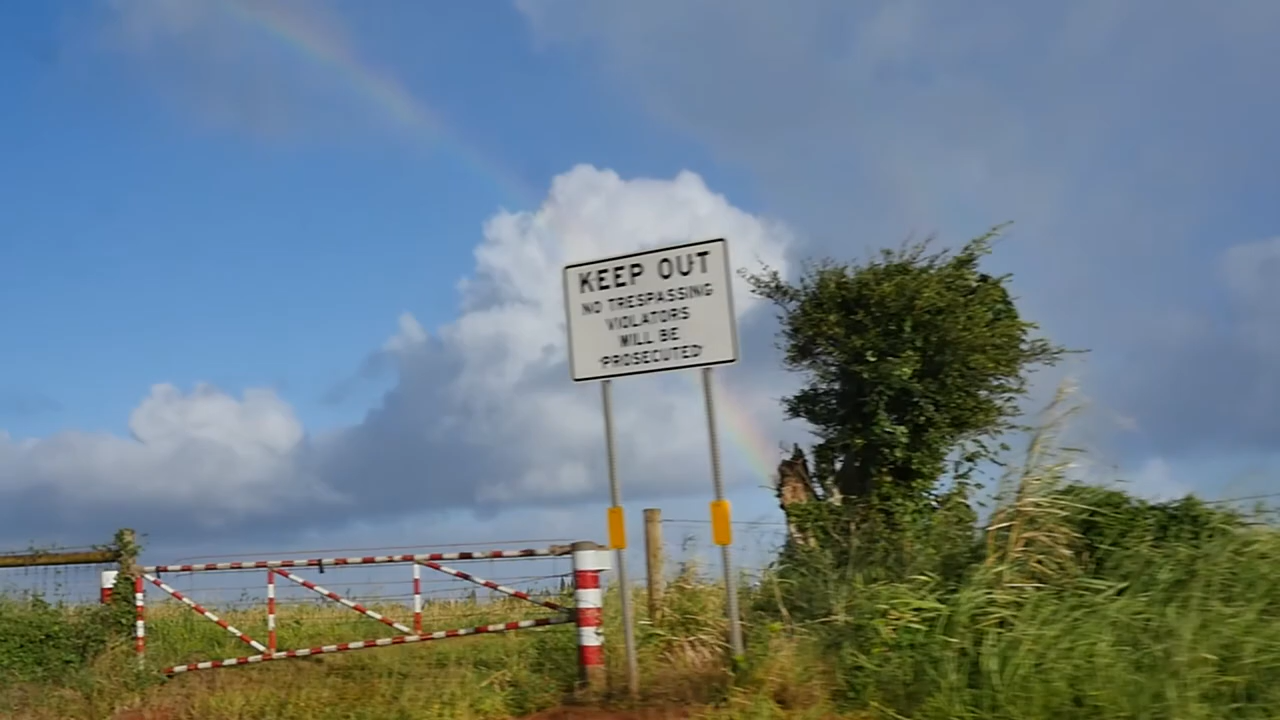 KEEP OUT
NO TRESPASSING
VIOLATORS
WILL BE
PROSECUTED